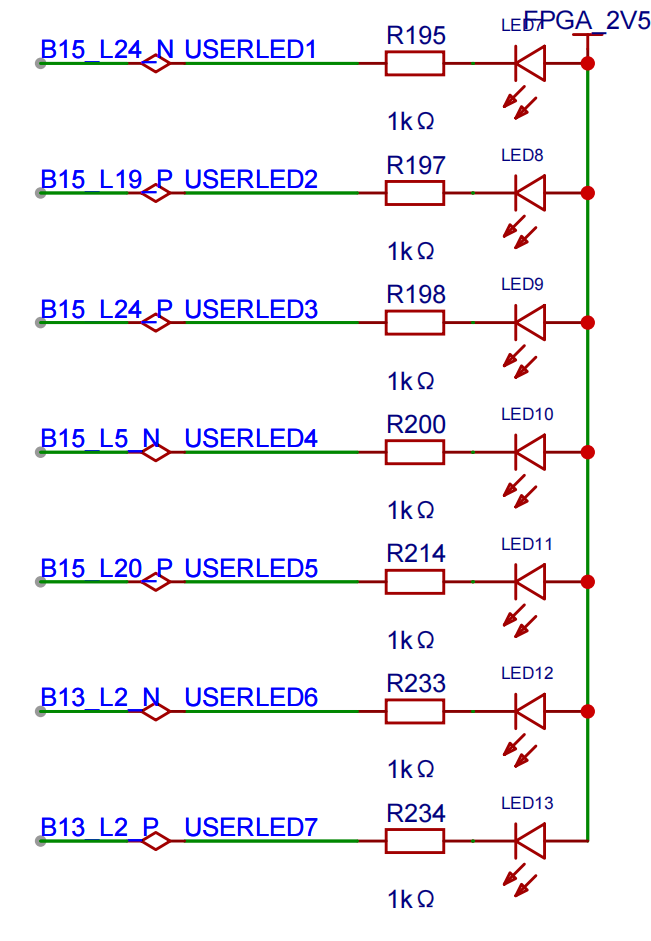 LED7 FPGA_2V5
B15_L24_N USERLED1 R195
1kΩ
LED8
B15_L19_P USERLED2 R197
1kΩ
LED9
B15_L24_P USERLED3 R198
1kΩ
LED10
B15_L5_N USERLED4 R200
1kΩ
LED11
B15_L20_P USERLED5 R214
1kΩ
LED12
B13_L2_N USERLED6 R233
1kΩ
LED13
B13_L2_P USERLED7 R234
1kΩ